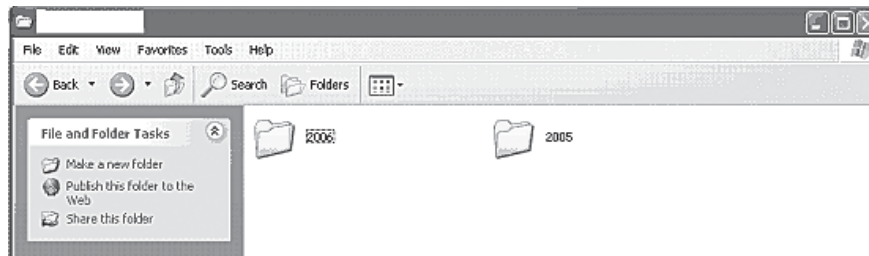 File Edit View Favorites Tools Help
Back Search Folders
File and Folder Tasks
Make a new folder
Publish this folder to the
Web
Share this folder
2006 2005